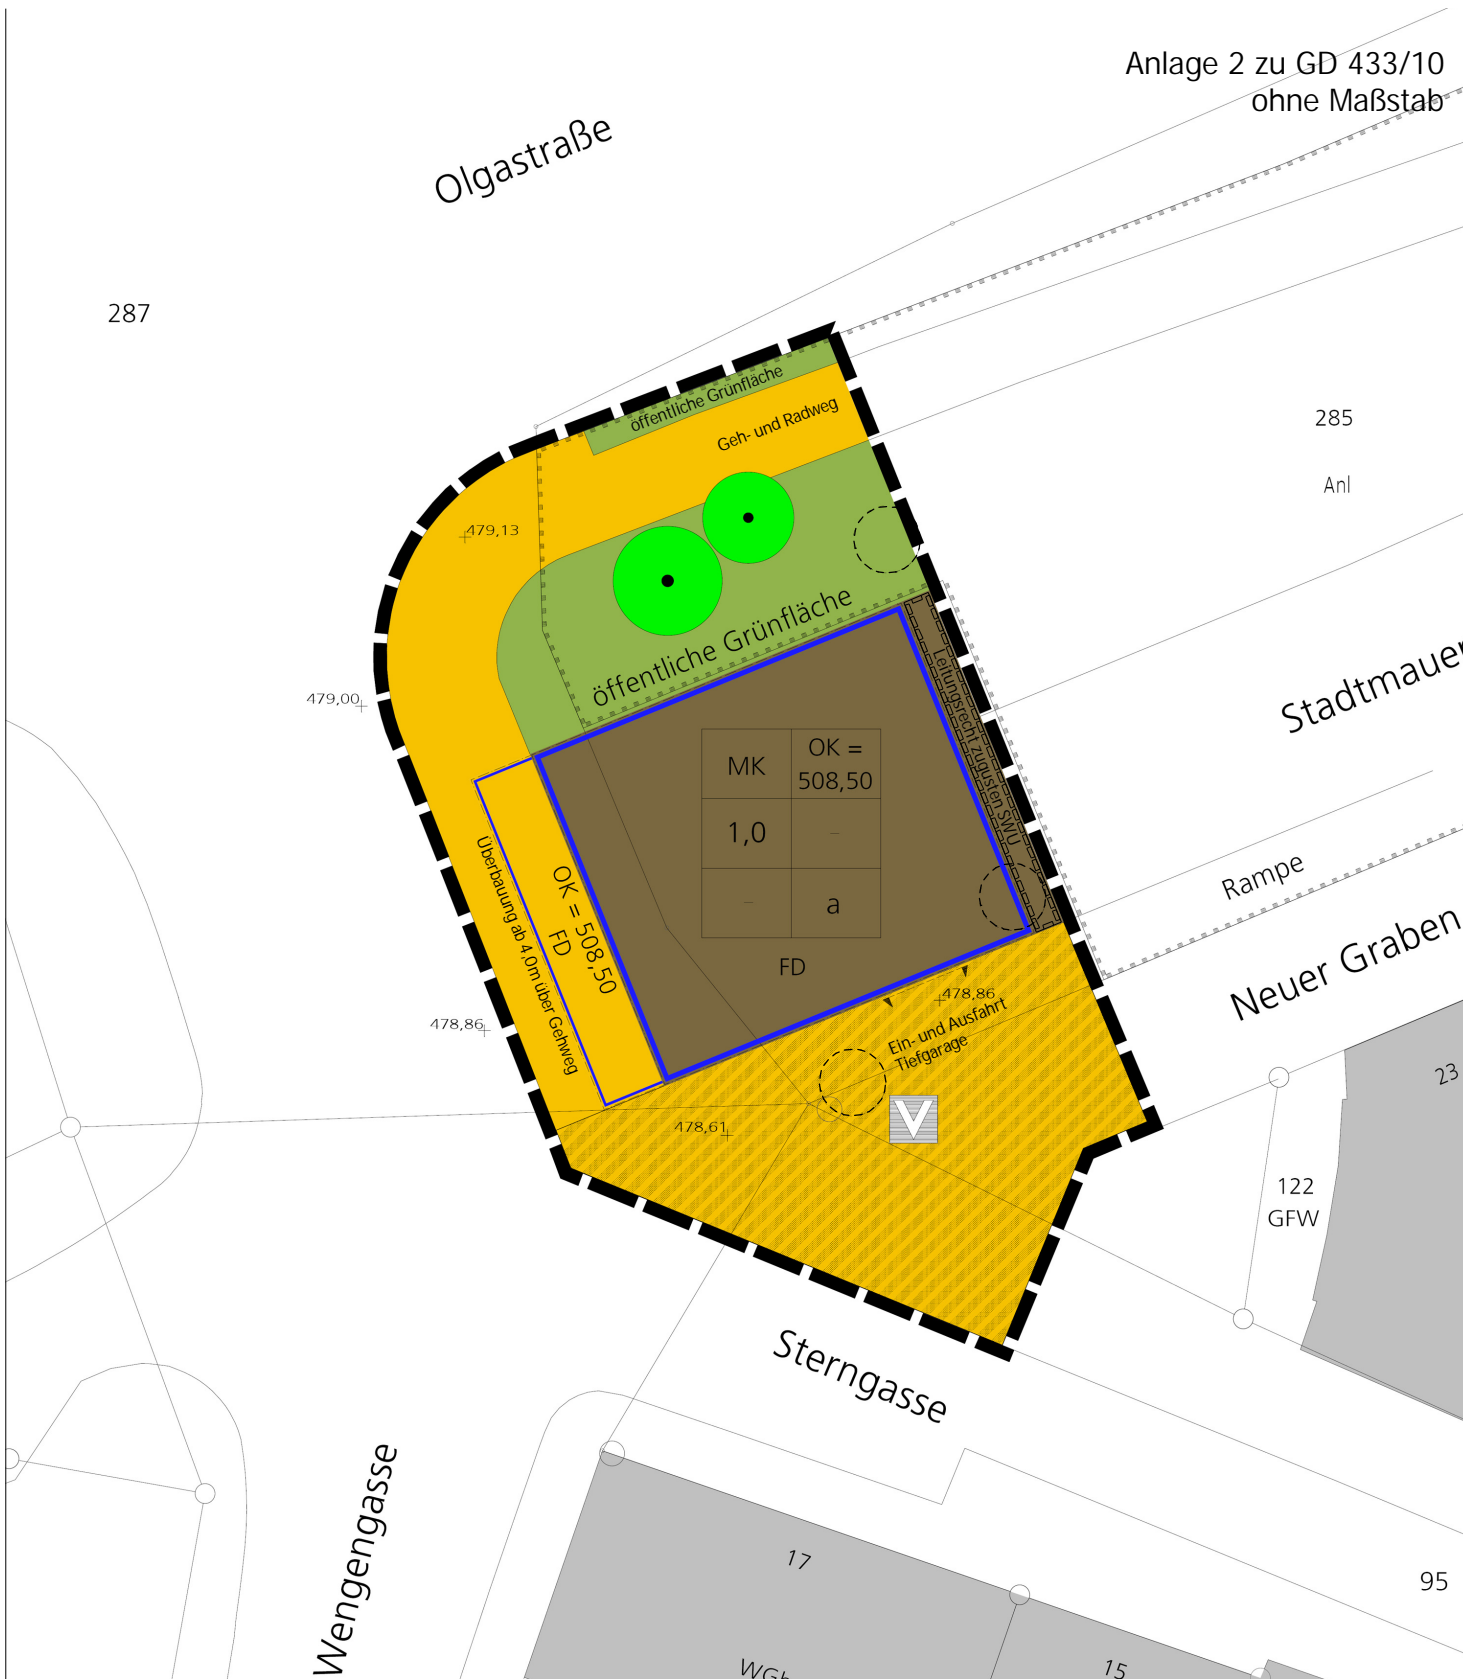 Anlage 2 zu GD 433/10
ohne Maßstab
Olgastraße
287
öffentliche Grünfläche
Geh- und Radweg
285
Anl
479,13
öffentliche Grünfläche
479,00
Leitungsrecht zugusten SWU
Stadtmauer
MK
OK =
508,50
1,0
–
–
a
FD
Überbauung ab 4,0m über Gehweg
OK = 508,50
FD
Rampe
Neuer Graben
478,86
478,86
Ein- und Ausfahrt
Tiefgarage
V
478,61
23
122
GFW
Sterngasse
Wengengasse
17
95
15